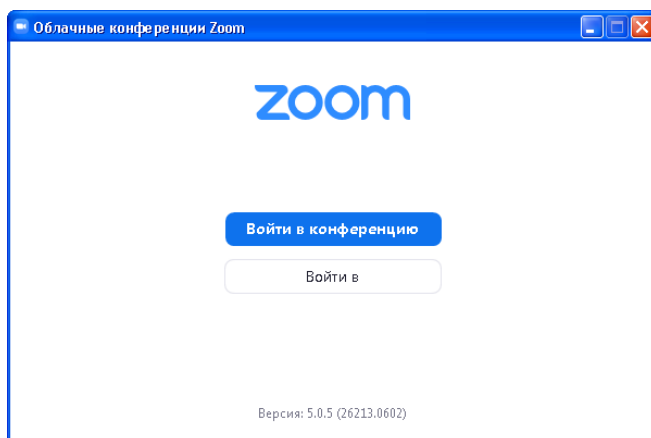 Облачные конференции Zoom
zoom
Войти в конференцию
Войти в
Версия: 5.0.5 (26213.0602)